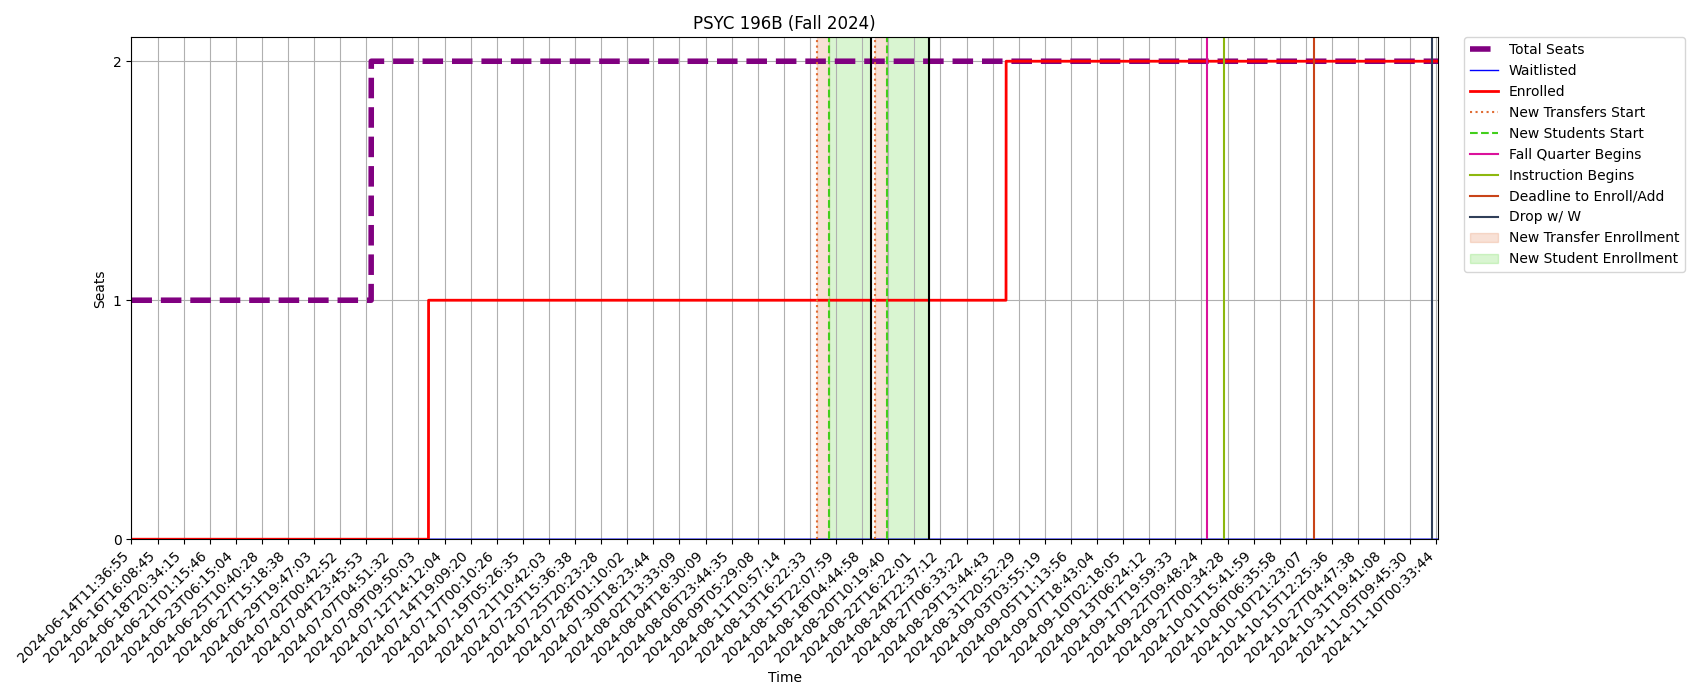 PSYC 196B (Fall 2024)
Total Seats
Waitlisted
Enrolled
New Transfers Start
New Students Start
Fall Quarter Begins
Instruction Begins
Deadline to Enroll/Add
Drop w/ W
New Transfer Enrollment
New Student Enrollment
Seats
2
1
0
2024-06-14T11:36:55
2024-06-16T16:08:45
2024-06-18T20:34:15
2024-06-21T01:15:46
2024-06-23T06:15:04
2024-06-25T10:40:28
2024-06-27T15:18:38
2024-06-29T19:47:03
2024-07-02T00:42:52
2024-07-04T23:45:53
2024-07-07T04:51:32
2024-07-09T09:50:03
2024-07-12T14:12:04
2024-07-14T19:09:20
2024-07-17T00:10:26
2024-07-19T05:26:35
2024-07-21T10:42:03
2024-07-23T15:36:38
2024-07-25T20:23:28
2024-07-28T01:10:02
2024-07-30T18:23:44
2024-08-02T13:33:09
2024-08-04T18:30:09
2024-08-06T23:44:35
2024-08-09T05:29:08
2024-08-11T10:57:14
2024-08-13T16:22:33
2024-08-15T22:07:59
2024-08-18T04:44:58
2024-08-20T10:19:40
2024-08-22T16:22:01
2024-08-24T22:37:12
2024-08-27T06:33:22
2024-08-29T13:44:43
2024-08-31T20:52:29
2024-09-03T03:55:19
2024-09-05T11:13:56
2024-09-07T18:43:04
2024-09-10T02:18:05
2024-09-13T06:24:12
2024-09-17T19:59:33
2024-09-22T09:48:24
2024-09-27T00:34:28
2024-10-01T15:41:59
2024-10-06T06:35:58
2024-10-10T21:23:07
2024-10-15T12:25:36
2024-10-27T04:47:38
2024-10-31T19:41:08
2024-11-05T09:45:30
2024-11-10T00:33:44
Time